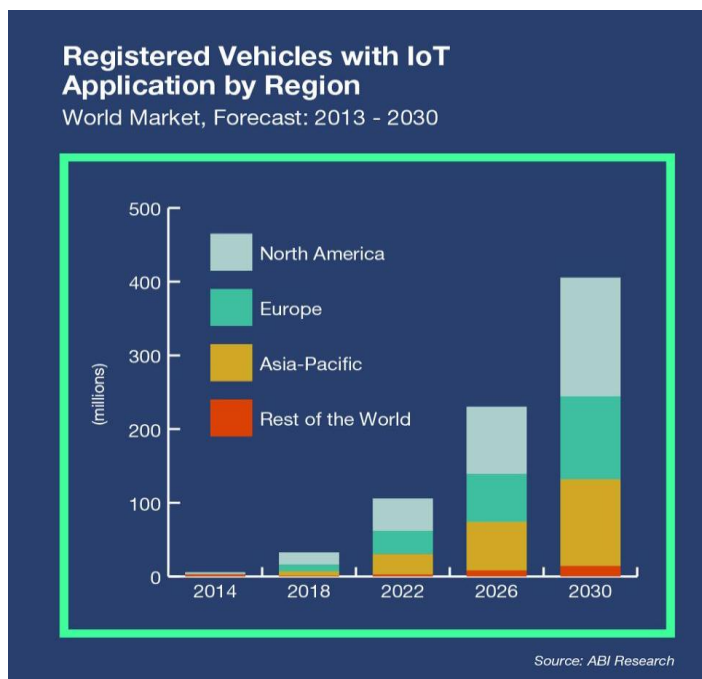 Registered Vehicles with IoT
Application by Region
World Market, Forecast: 2013 - 2030
500
400
300
200
100
0
(millions)
North America
Europe
Asia-Pacific
Rest of the World
2014 2018 2022 2026 2030
Source: ABI Research